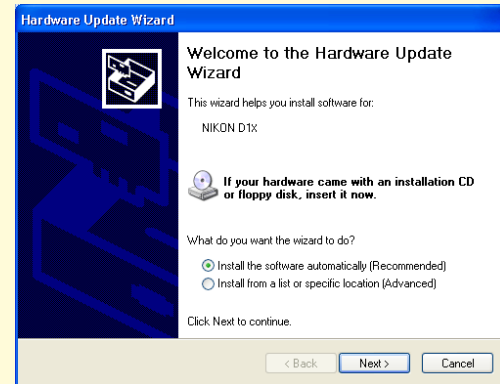 Hardware Update Wizard
Welcome to the Hardware Update
Wizard
This wizard helps you install software for:
NIKON D1X
If your hardware came with an installation CD
or floppy disk, insert it now.
What do you want the wizard to do?
Install the software automatically (Recommended)
Install from a list or specific location (Advanced)
Click Next to continue.
< Back Next > Cancel